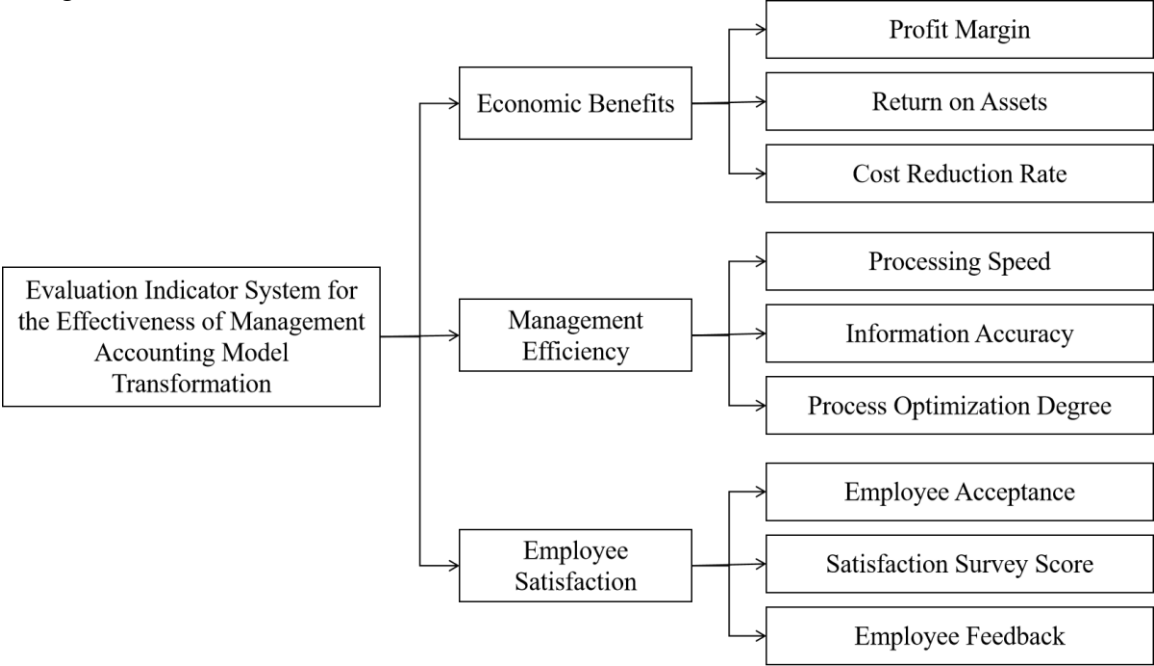 Evaluation Indicator System for
the Effectiveness of Management
Accounting Model
Transformation
Economic Benefits
Profit Margin
Return on Assets
Cost Reduction Rate
Management
Efficiency
Processing Speed
Information Accuracy
Process Optimization Degree
Employee
Satisfaction
Employee Acceptance
Satisfaction Survey Score
Employee Feedback